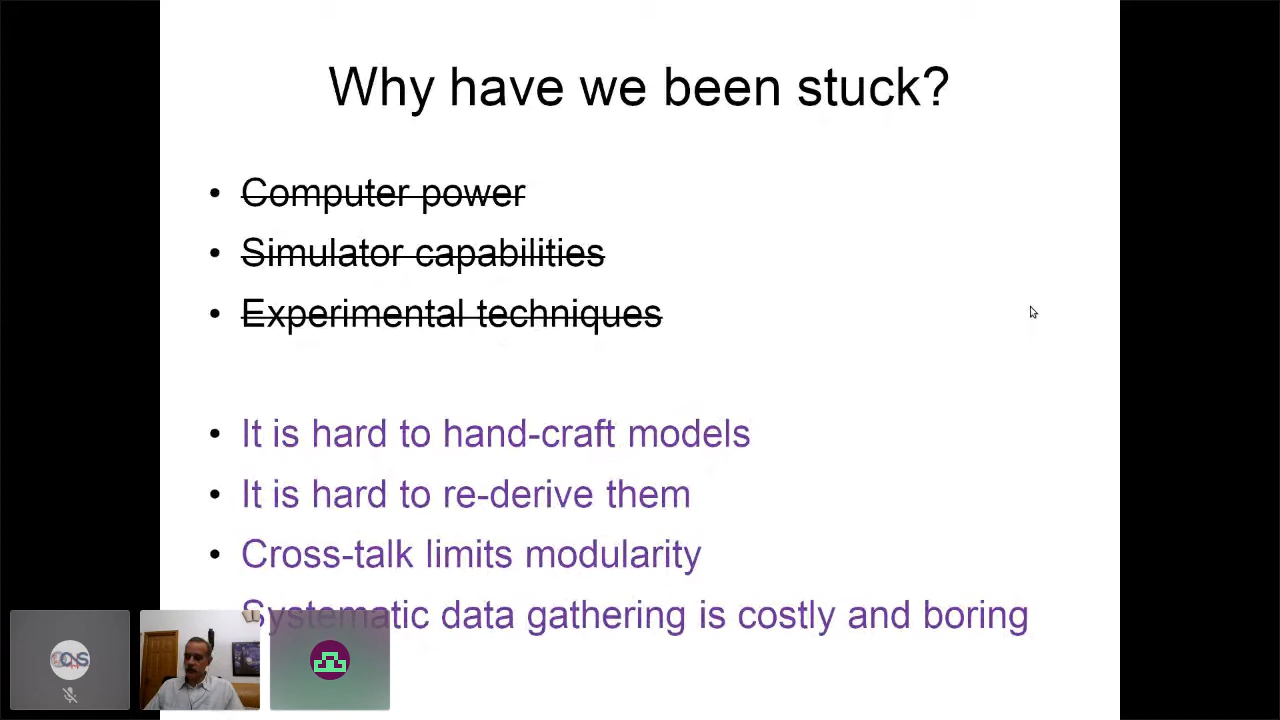 Why have we been stuck?
• Computer power
• Simulator capabilities
• Experimental techniques
• It is hard to hand-craft models
• It is hard to re-derive them
• Cross-talk limits modularity
Systematic data gathering is costly and boring